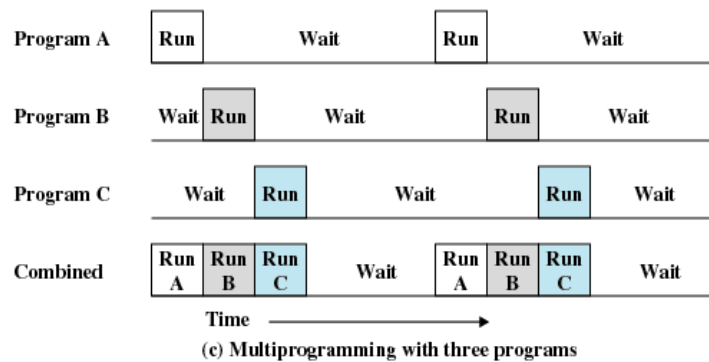 Program A Run Wait Run Wait
Program B Wait Run Wait Run Wait
Program C Wait Run Wait Run Wait
Combined Run A Run B Run C Wait Run A Run B Run C Wait
Time
(c) Multiprogramming with three programs